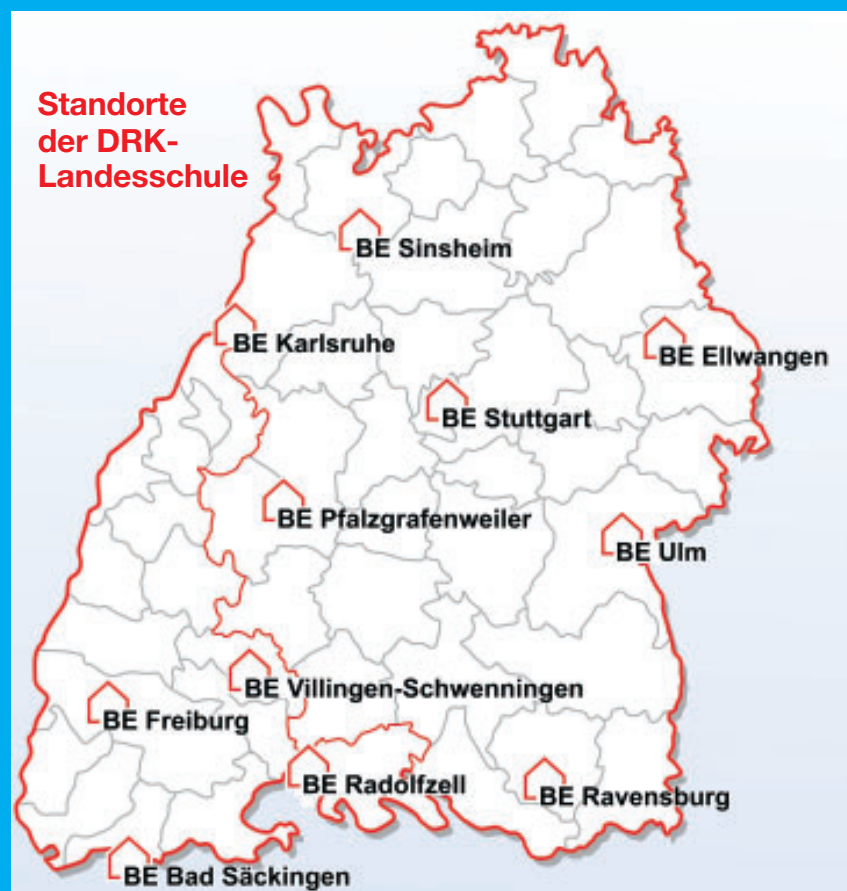 Standorte
der DRK-
Landesschule
BE Sinsheim
BE Karlsruhe
BE Ellwangen
BE Stuttgart
BE Pfalzgrafenweiler
BE Ulm
BE Villingen-Schwenningen
BE Freiburg
BE Radolfzell
BE Ravensburg
BE Bad Säckingen